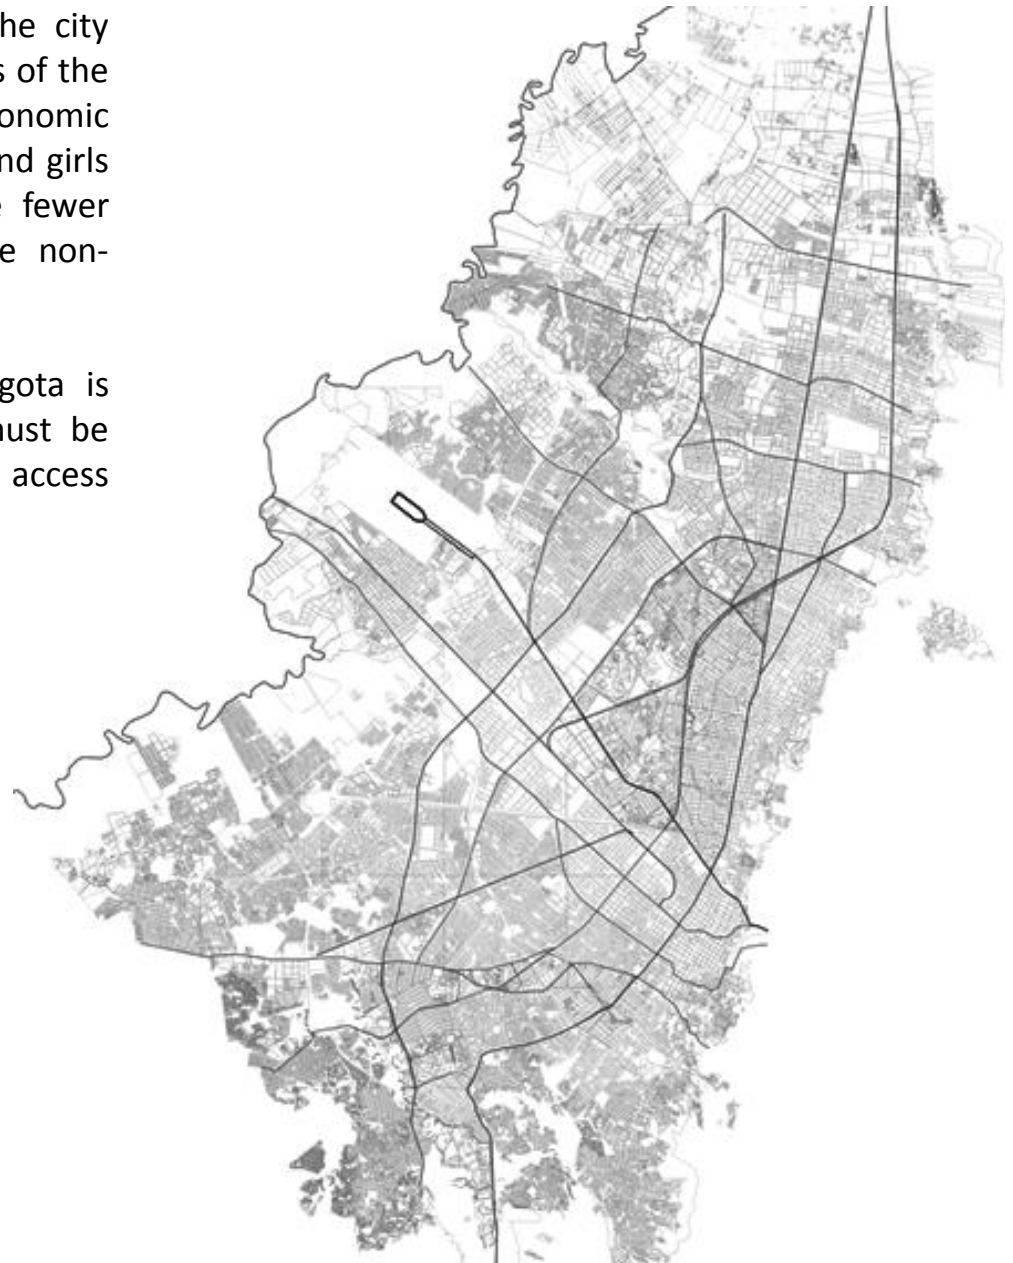 he city
s of the
onomic
nd girls
fewer
e non-
gota is
nust be
access